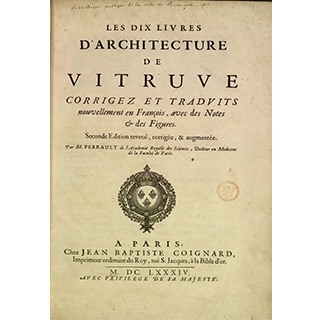 LES DIX LIVRES
D'ARCHITECTURE
DE
VITRUVE
CORRIGEZ ET TRADVITS
nouvellement en François, avec des Notes
& des Figures.
Seconde Edition reveuë, corrigée, & augmentée.
Par M. PERRAULT de l'Academie Royalle des Sciences, Docteur en Medecine
de la Faculté de Paris.
A PARIS,
Chez JEAN BAPTISTE COIGNARD,
Imprimeur ordinaire du Roy, ruë S. Jacques, à la Bible d'or.
M. DC. LXXXIV.
AVEC PRIVILEGE DE SA MAJESTE.